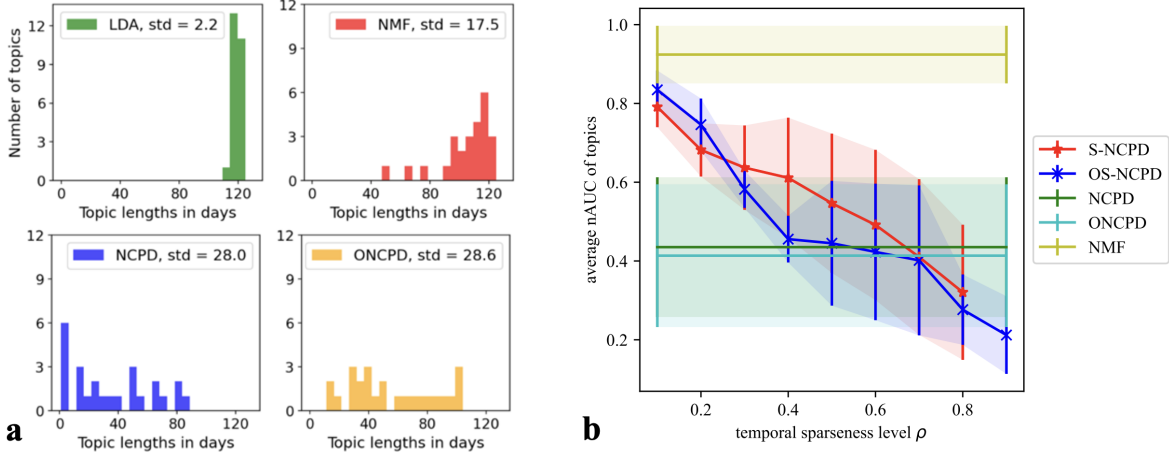 LDA, std = 2.2
Number of topics
12
9
6
3
0
0 40 80 120
Topic lengths in days
NMF, std = 17.5
12
9
6
3
0
0 40 80 120
Topic lengths in days
NCPD, std = 28.0
12
9
6
3
0
0 40 80 120
Topic lengths in days
ONCPD, std = 28.6
12
9
6
3
0
0 40 80 120
Topic lengths in days
a
average nAUC of topics
1.0
0.8
0.6
0.4
0.2
0.2 0.4 0.6 0.8
temporal sparseness level ρ
b
S-NCPD
OS-NCPD
NCPD
ONCPD
NMF